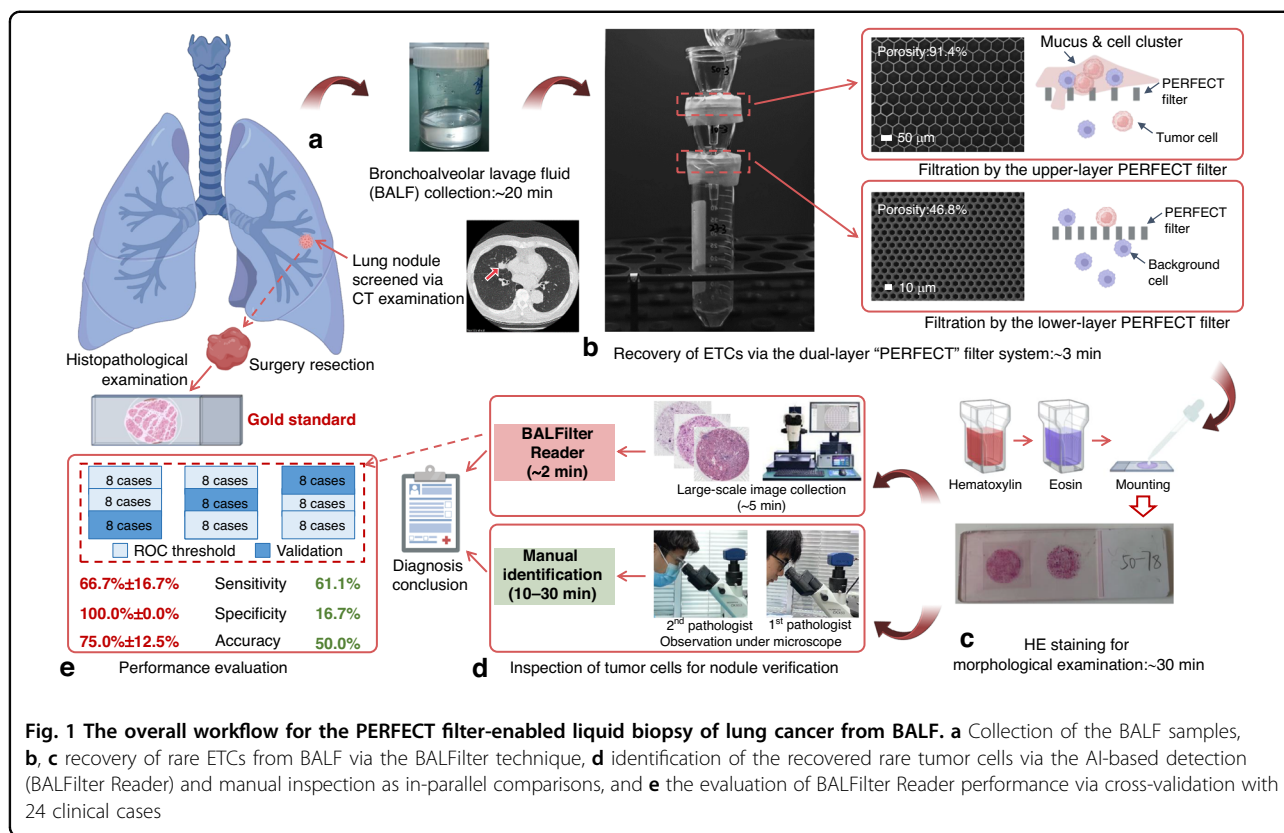 a
Bronchoalveolar lavage fluid
(BALF) collection:~20 min
Lung nodule
screened via
CT examination
Histopathological
examination
Surgery resection
Gold standard
50-3
Porosity:91.4%
50 μm
Mucus & cell cluster
PERFECT
filter
Tumor cell
Filtration by the upper-layer PERFECT filter
Porosity:46.8%
10 μm
PERFECT
filter
Background
cell
Filtration by the lower-layer PERFECT filter
b
Recovery of ETCs via the dual-layer “PERFECT” filter system:~3 min
Hematoxylin
Eosin
Mounting
50-78
c
HE staining for
morphological examination:~30 min
BALFilter
Reader
(~2 min)
Large-scale image collection
(~5 min)
Manual
identification
(10–30 min)
2nd pathologist
1st pathologist
Observation under microscope
Diagnosis
conclusion
d
Inspection of tumor cells for nodule verification
8 cases 8 cases 8 cases
8 cases 8 cases 8 cases
8 cases 8 cases 8 cases
ROC threshold Validation
66.7%±16.7% Sensitivity 61.1%
100.0%±0.0% Specificity 16.7%
75.0%±12.5% Accuracy 50.0%
e
Performance evaluation
Fig. 1 The overall workflow for the PERFECT filter-enabled liquid biopsy of lung cancer from BALF. a Collection of the BALF samples,
b, c recovery of rare ETCs from BALF via the BALFilter technique, d identification of the recovered rare tumor cells via the AI-based detection
(BALFilter Reader) and manual inspection as in-parallel comparisons, and e the evaluation of BALFilter Reader performance via cross-validation with
24 clinical cases